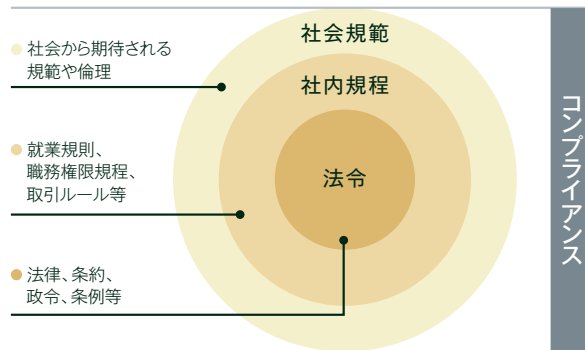 社会規範
社会から期待される
規範や倫理
社内規程
就業規則、
職務権限規程、
取引ルール等
法令
法律、条約、
政令、条例等
コンプライアンス